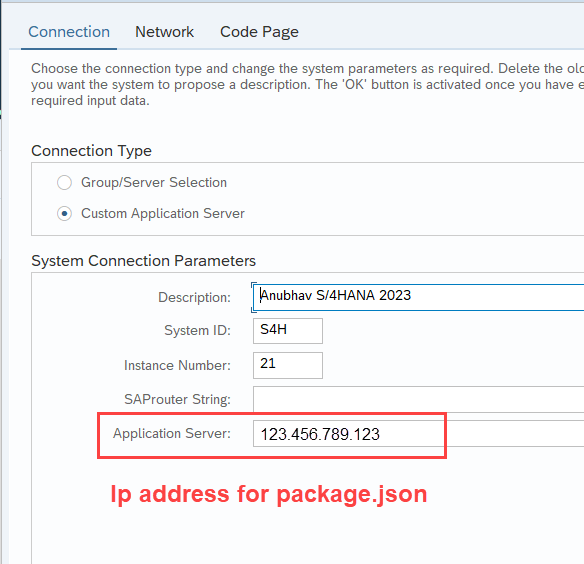 Connection Network Code Page
Choose the connection type and change the system parameters as required. Delete the old
you want the system to propose a description. The 'OK' button is activated once you have e
required input data.
Connection Type
Group/Server Selection
Custom Application Server
System Connection Parameters
Description: Anubhav S/4HANA 2023
System ID: S4H
Instance Number: 21
SAProuter String:
Application Server: 123.456.789.123
Ip address for package.json